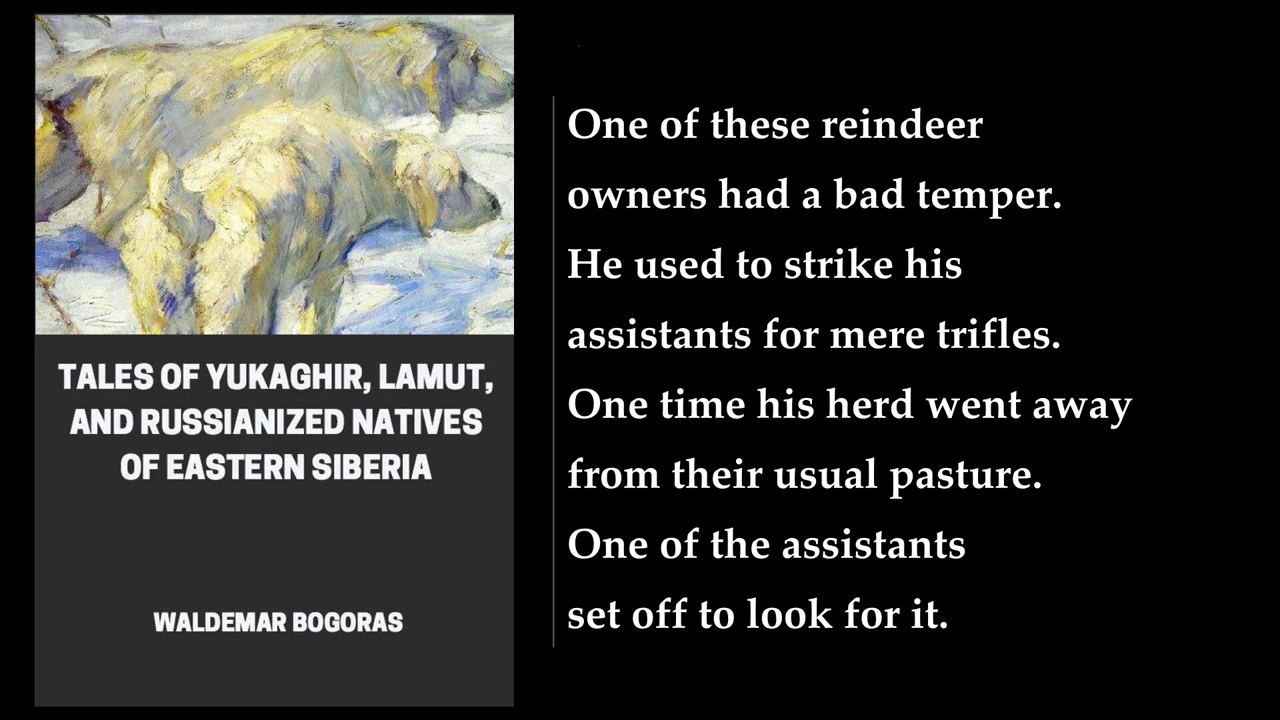 TALES OF YUKAGHIR, LAMUT,
AND RUSSIANIZED NATIVES
OF EASTERN SIBERIA
WALDEMAR BOGORAS
One of these reindeer
owners had a bad temper.
He used to strike his
assistants for mere trifles.
One time his herd went away
from their usual pasture.
One of the assistants
set off to look for it.